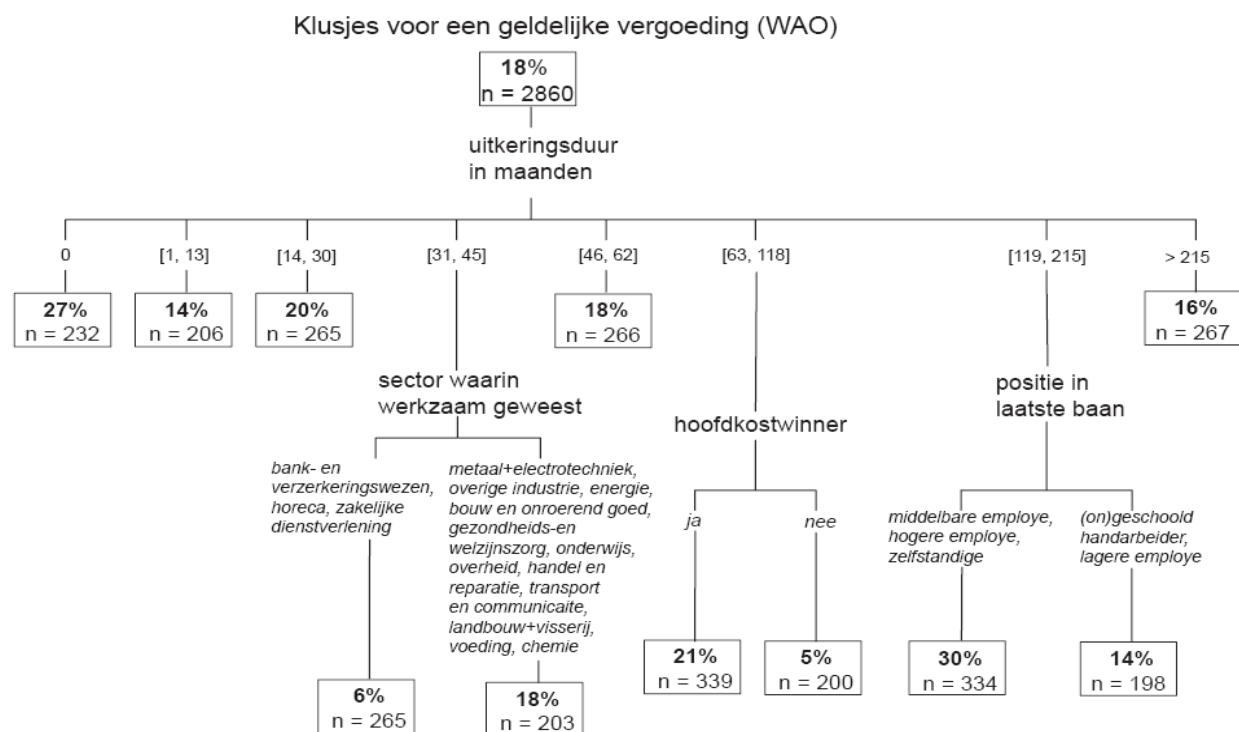 Klusjes voor een geldelijke vergoeding (WAO)
18%
n = 2860
uitkeringsduur
in maanden
0
[1, 13]
[14, 30]
[31, 45]
[46, 62]
[63, 118]
[119, 215]
> 215
27%
n = 232
14%
n = 206
20%
n = 265
18%
n = 266
16%
n = 267
sector waarin
werkzaam geweest
hoofdkostwinner
positie in
laatste baan
bank- en
verzerkeringswezen,
horeca, zakelijke
dienstverlening
metaal+electrotechniek,
overige industrie, energie,
bouw en onroerend goed,
gezondheids-en
welzijnszorg, onderwijs,
overheid, handel en
reparatie, transport
en communicaite,
landbouw+visserij,
voeding, chemie
ja
nee
middelbare employe,
hogere employe,
zelfstandige
(on)geschoold
handarbeider,
lagere employe
6%
n = 265
18%
n = 203
21%
n = 339
5%
n = 200
30%
n = 334
14%
n = 198